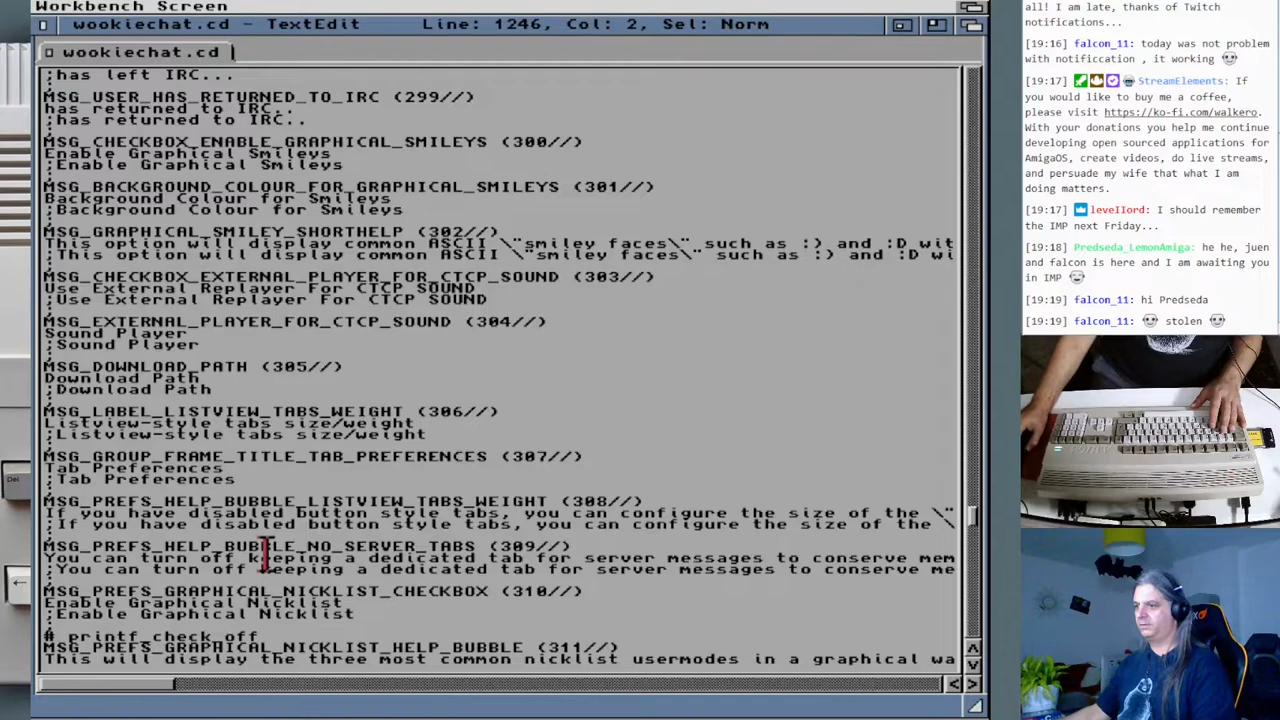 Workbench Screen
wookiechat.cd - TextEdit Line: 1246, Col: 2, Sel: Norm
wookiechat.cd
;has left IRC...
MSG_USER_HAS_RETURNED_TO_IRC (299//)
has returned to IRC..
;has returned to IRC..
MSG_CHECKBOX_ENABLE_GRAPHICAL_SMILEYS (300//)
Enable Graphical Smileys
;Enable Graphical Smileys
MSG_BACKGROUND_COLOUR_FOR_GRAPHICAL_SMILEYS (301//)
Background Colour for Smileys
;Background Colour for Smileys
MSG_GRAPHICAL_SMILEY_SHORTHELP (302//)
This option will display common ASCII \"smiley faces\" such as :) and :D wit
;This option will display common ASCII \"smiley faces\" such as :) and :D wi
MSG_CHECKBOX_EXTERNAL_PLAYER_FOR_CTCP_SOUND (303//)
Use External Replayer For CTCP SOUND
;Use External Replayer For CTCP SOUND
MSG_EXTERNAL_PLAYER_FOR_CTCP_SOUND (304//)
Sound Player
;Sound Player
MSG_DOWNLOAD_PATH (305//)
Download Path
;Download Path
MSG_LABEL_LISTVIEW_TABS_WEIGHT (306//)
Listview-style tabs size/weight
;Listview-style tabs size/weight
MSG_GROUP_FRAME_TITLE_TAB_PREFERENCES (307//)
Tab Preferences
;Tab Preferences
MSG_PREFS_HELP_BUBBLE_LISTVIEW_TABS_WEIGHT (308//)
If you have disabled button style tabs, you can configure the size of the \"
;If you have disabled button style tabs, you can configure the size of the \
MSG_PREFS_HELP_BUBBLE_NO_SERVER_TABS (309//)
You can turn off keeping a dedicated tab for server messages to conserve mem
;You can turn off keeping a dedicated tab for server messages to conserve me
MSG_PREFS_GRAPHICAL_NICKLIST_CHECKBOX (310//)
Enable Graphical Nicklist
;Enable Graphical Nicklist
# printf_check_off
MSG_PREFS_GRAPHICAL_NICKLIST_HELP_BUBBLE (311//)
This will display the three most common nicklist usermodes in a graphical wa
all! I am late, thanks of Twitch
notifications...
[19:16] falcon_11: today was not problem
with notificcation , it working
[19:17] StreamElements: If
you would like to buy me a coffee,
please visit https://ko-fi.com/walkero.
With your donations you help me continue
developing open sourced applications for
AmigaOS, create videos, do live streams,
and persuade my wife that what I am
doing matters.
[19:17] leveIIord: I should remember
the IMP next Friday...
[19:18] Predseda_LemonAmiga: he he, juen
and falcon is here and I am awaiting you
in IMP
[19:19] falcon_11: hi Predseda
[19:19] falcon_11: stolen
Del